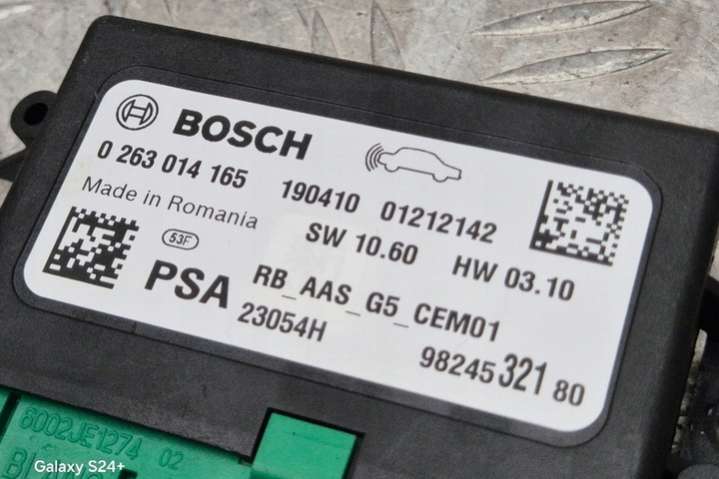 BOSCH
0 263 014 165 190410 01212142
Made in Romania SW 10.60 HW 03.10
53F
PSA RB_AAS_G5_CEM01
23054H 98245 321 80
6002JE1274 02
Galaxy S24+